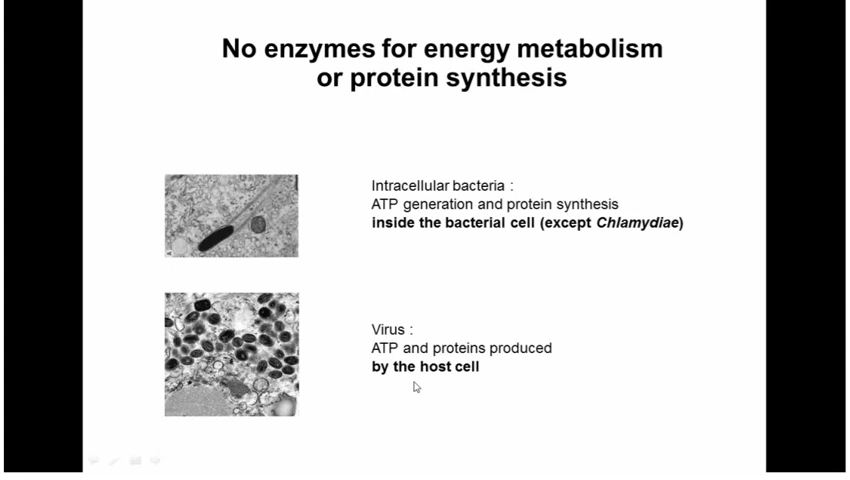 No enzymes for energy metabolism
or protein synthesis
Intracellular bacteria :
ATP generation and protein synthesis
inside the bacterial cell (except Chlamydiae)
Virus :
ATP and proteins produced
by the host cell